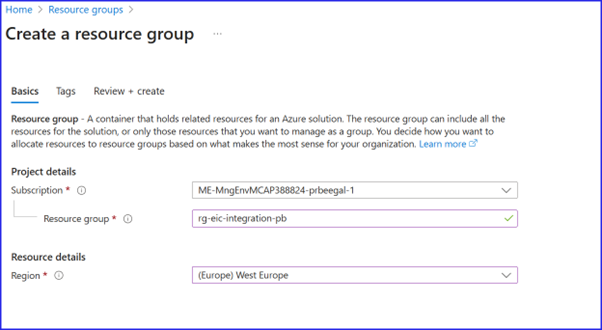 Home > Resource groups >
Create a resource group ...
Basics Tags Review + create
Resource group - A container that holds related resources for an Azure solution. The resource group can include all the
resources for the solution, or only those resources that you want to manage as a group. You decide how you want to
allocate resources to resource groups based on what makes the most sense for your organization. Learn more
Project details
Subscription * ME-MngEnvMCAP388824-prbeegal-1
Resource group * rg-eic-integration-pb
Resource details
Region * (Europe) West Europe